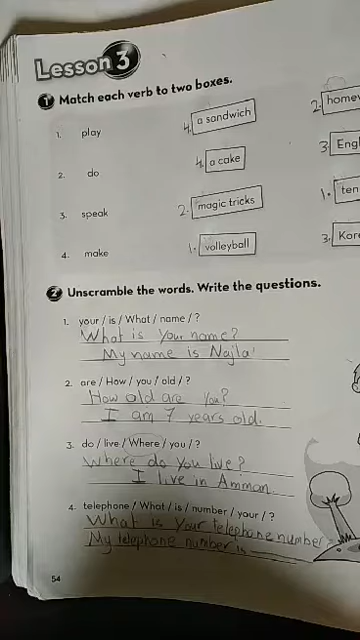 Lesson 3
1 Match each verb to two boxes.
1. play
4. a sandwich
2.
2. do
4. a cake
3.
3. speak
2. magic tricks
1.
4. make
1. volleyball
3.
2 Unscramble the words. Write the questions.
1. your / is / What / name / ?
What is your name?
My name is Najla'
2. are / How / you / old / ?
How old are you?
I am 7 years old.
3. do / live / Where / you / ?
Where do you live?
I live in Amman
4. telephone / What / is / number / your / ?
What is your telephone number
My telephone number is
54